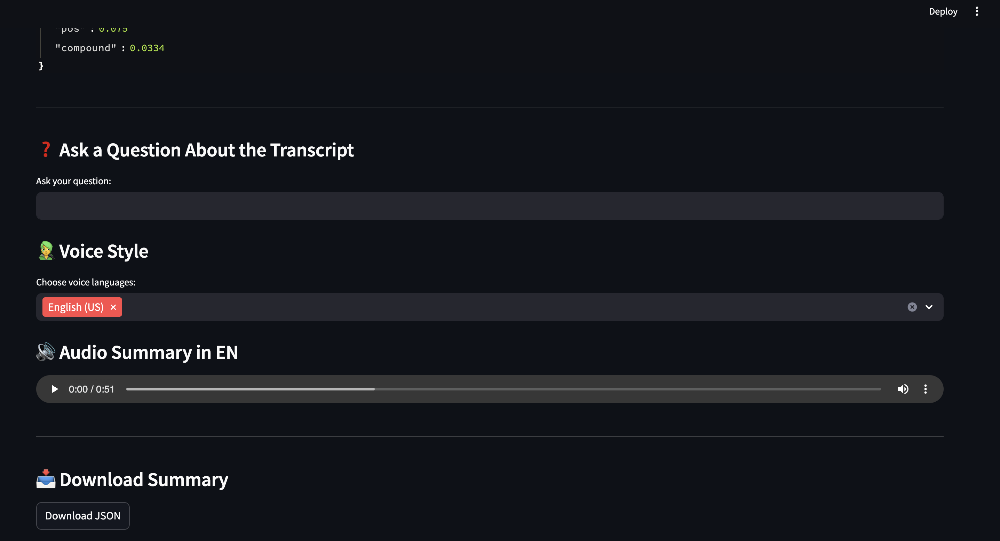 Deploy
"pos" : 0.075
"compound" : 0.0334
}
❓ Ask a Question About the Transcript
Ask your question:
Voice Style
Choose voice languages:
English (US) ×
Audio Summary in EN
0:00 / 0:51
Download Summary
Download JSON